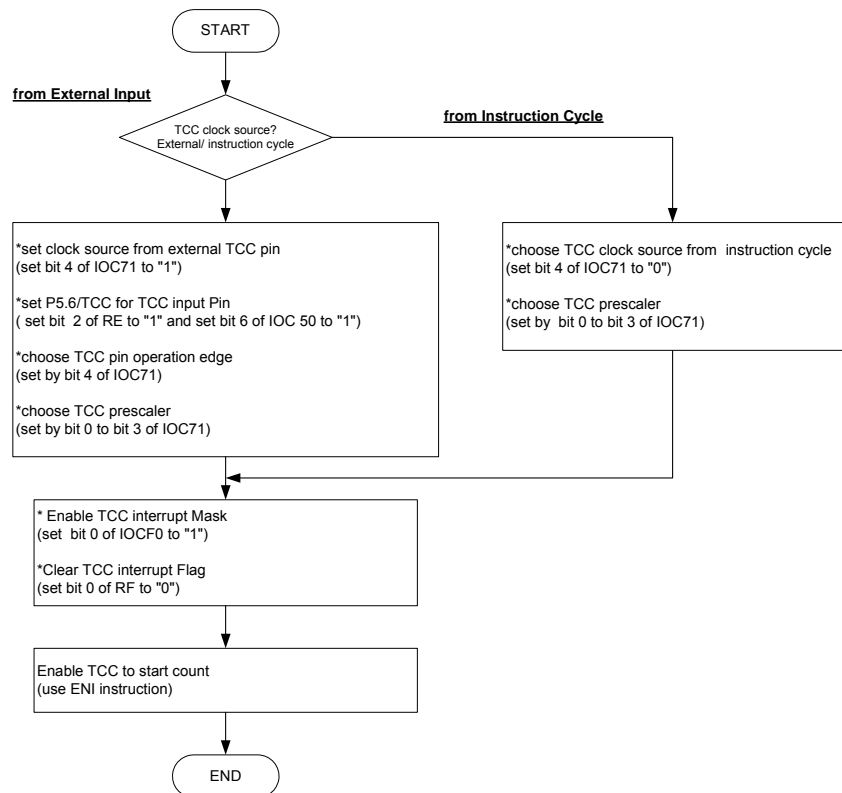 START
from External Input
TCC clock source?
External/ instruction cycle
from Instruction Cycle
*set clock source from external TCC pin
(set bit 4 of IOC71 to "1")
*set P5.6/TCC for TCC input Pin
( set bit  2 of RE to "1" and set bit 6 of IOC 50 to "1")
*choose TCC pin operation edge
(set by bit 4 of IOC71)
*choose TCC prescaler
(set by bit 0 to bit 3 of IOC71)
*choose TCC clock source from  instruction cycle
(set bit 4 of IOC71 to "0")
*choose TCC prescaler
(set by  bit 0 to bit 3 of IOC71)
* Enable TCC interrupt Mask
(set  bit 0 of IOCF0 to "1")
*Clear TCC interrupt Flag
(set bit 0 of RF to "0")
Enable TCC to start count
(use ENI instruction)
END